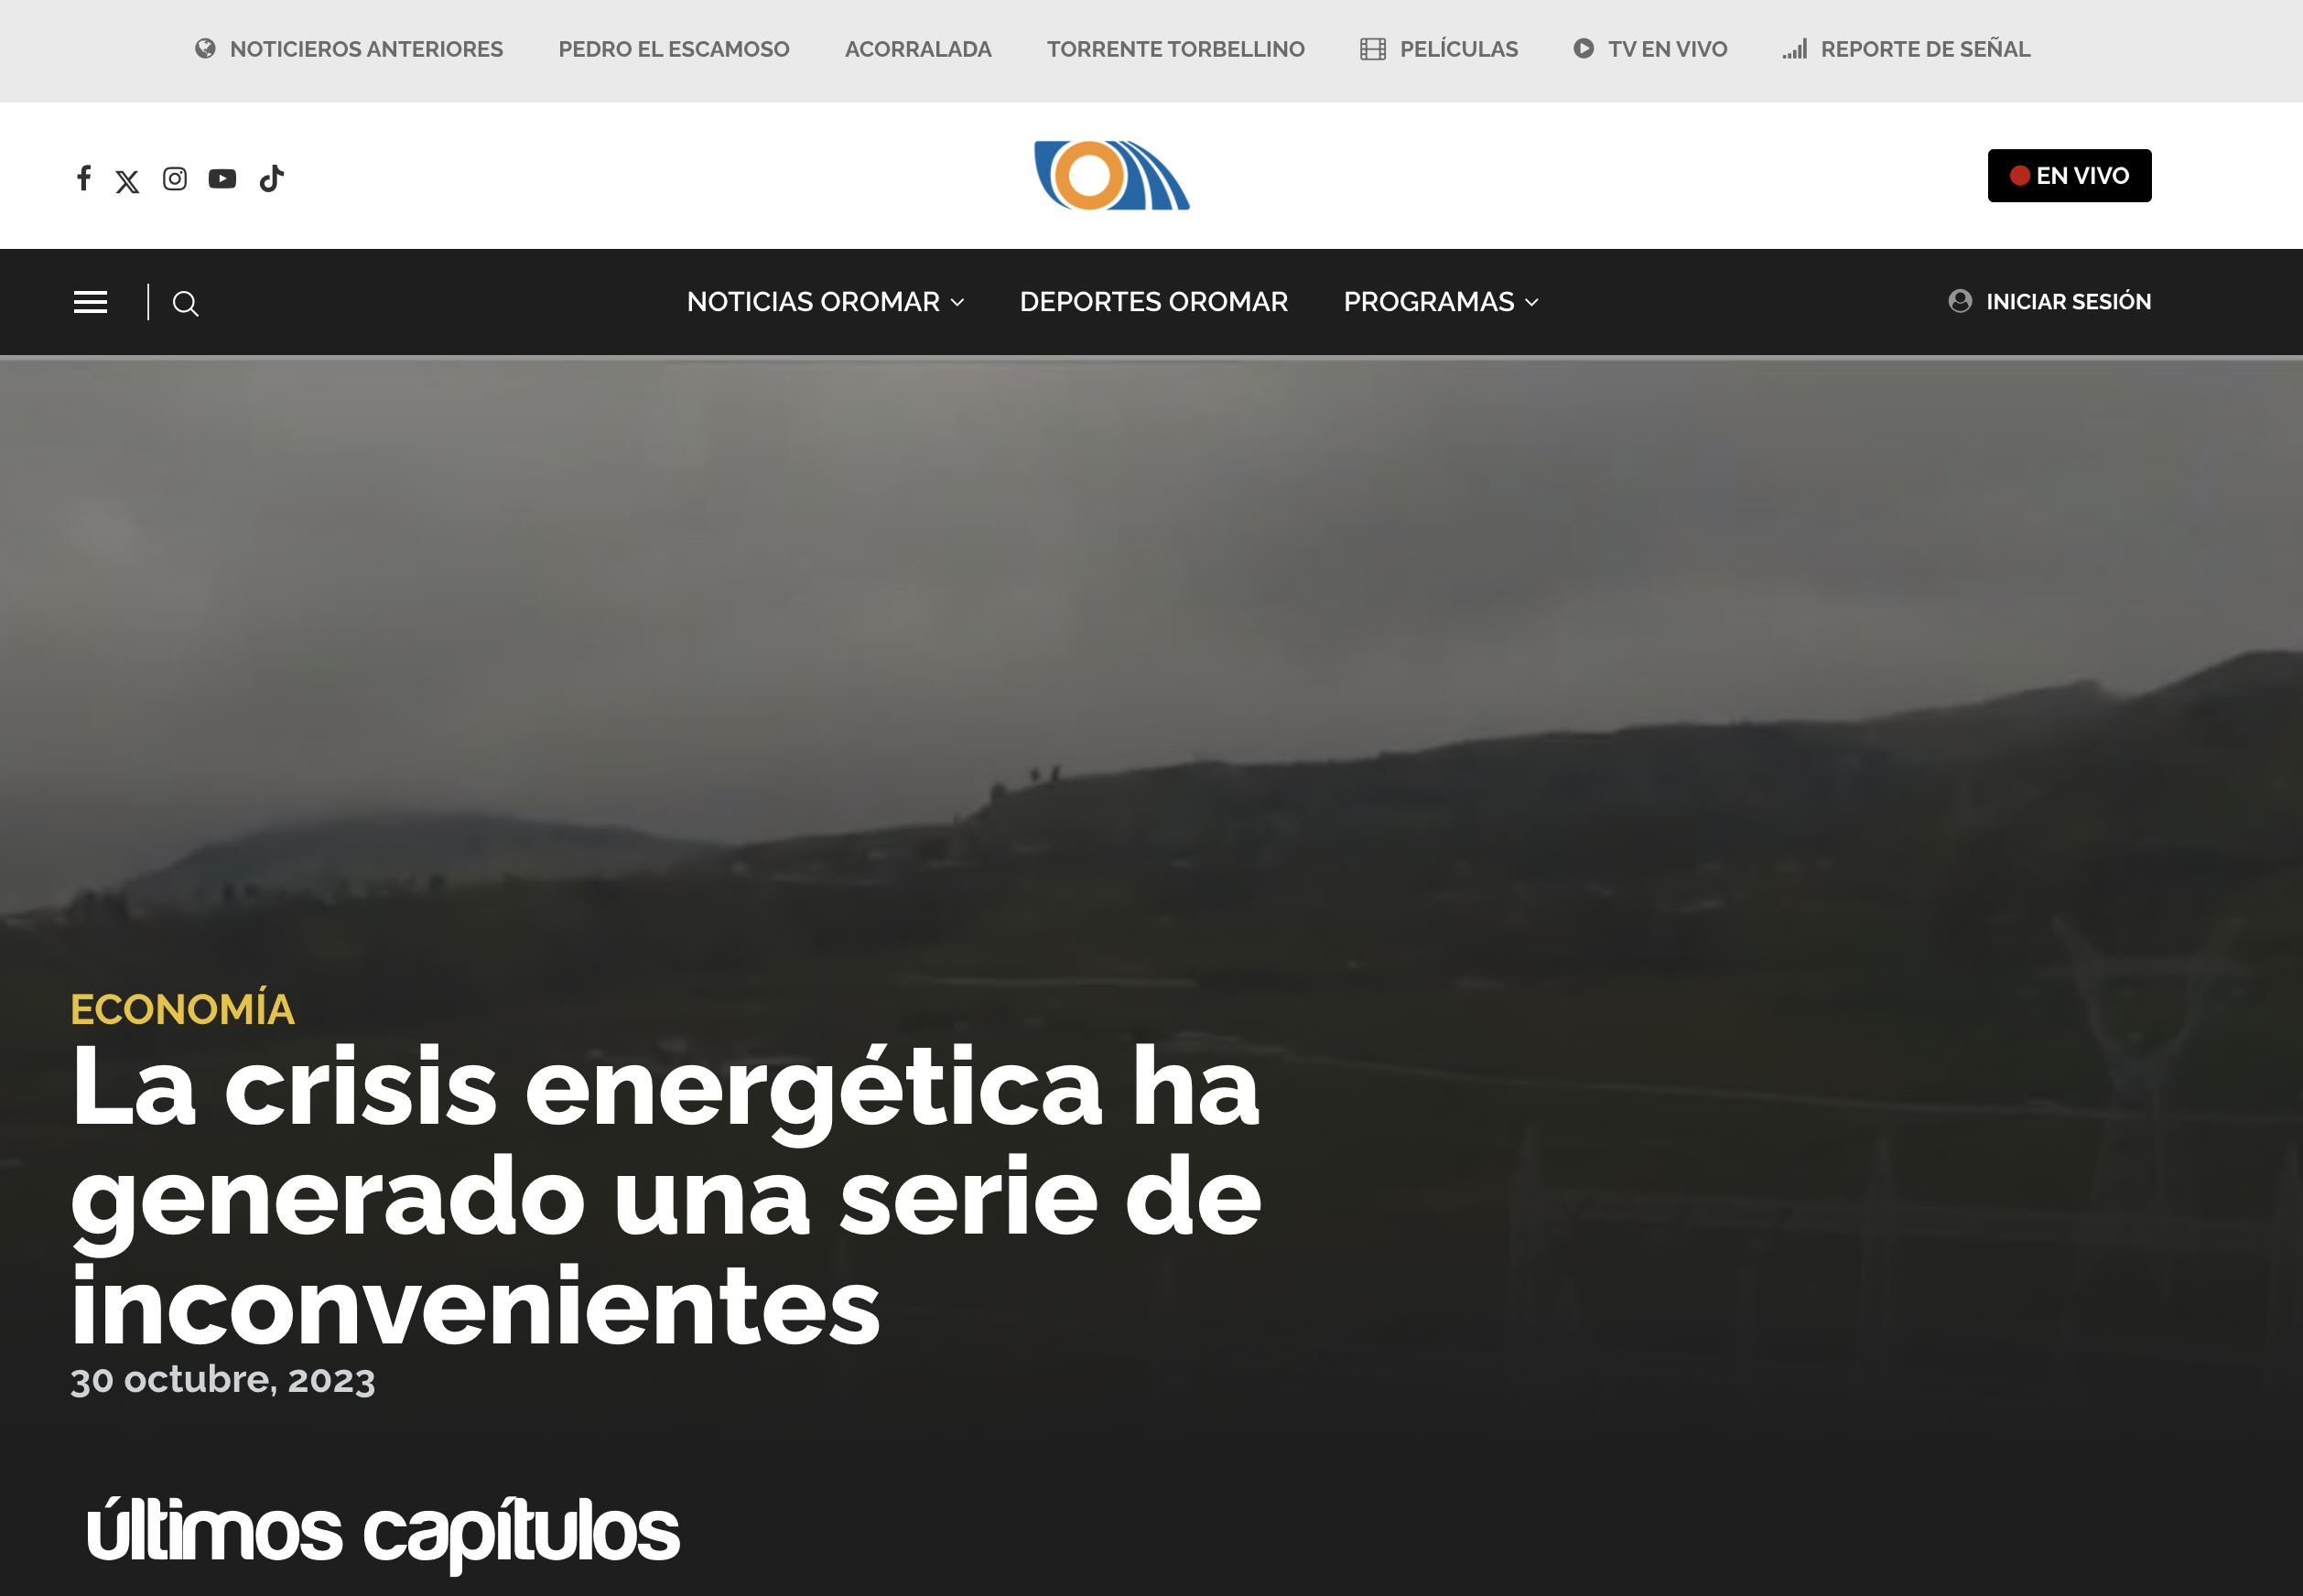 NOTICIEROS ANTERIORES PEDRO EL ESCAMOSO ACORRALADA TORRENTE TORBELLINO PELÍCULAS TV EN VIVO REPORTE DE SEÑAL
EN VIVO
NOTICIAS OROMAR DEPORTES OROMAR PROGRAMAS INICIAR SESIÓN
ECONOMÍA
La crisis energética ha
generado una serie de
inconvenientes
30 octubre, 2023
últimos capítulos